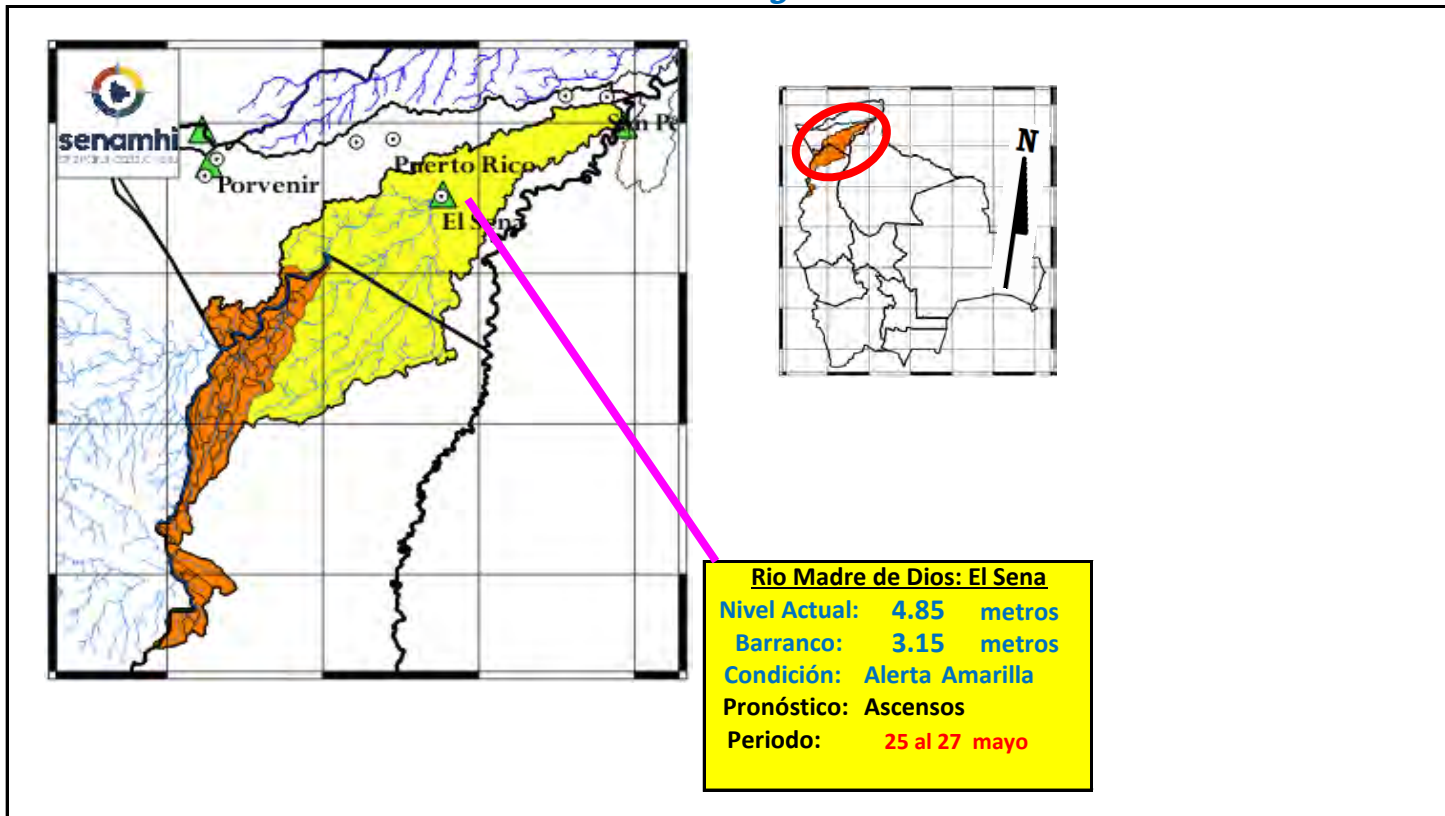 senamhi
Puerto Rico
Porvenir
El Sena
N
Rio Madre de Dios: El Sena
Nivel Actual: 4.85 metros
Barranco: 3.15 metros
Condición: Alerta Amarilla
Pronóstico: Ascensos
Periodo: 25 al 27 mayo